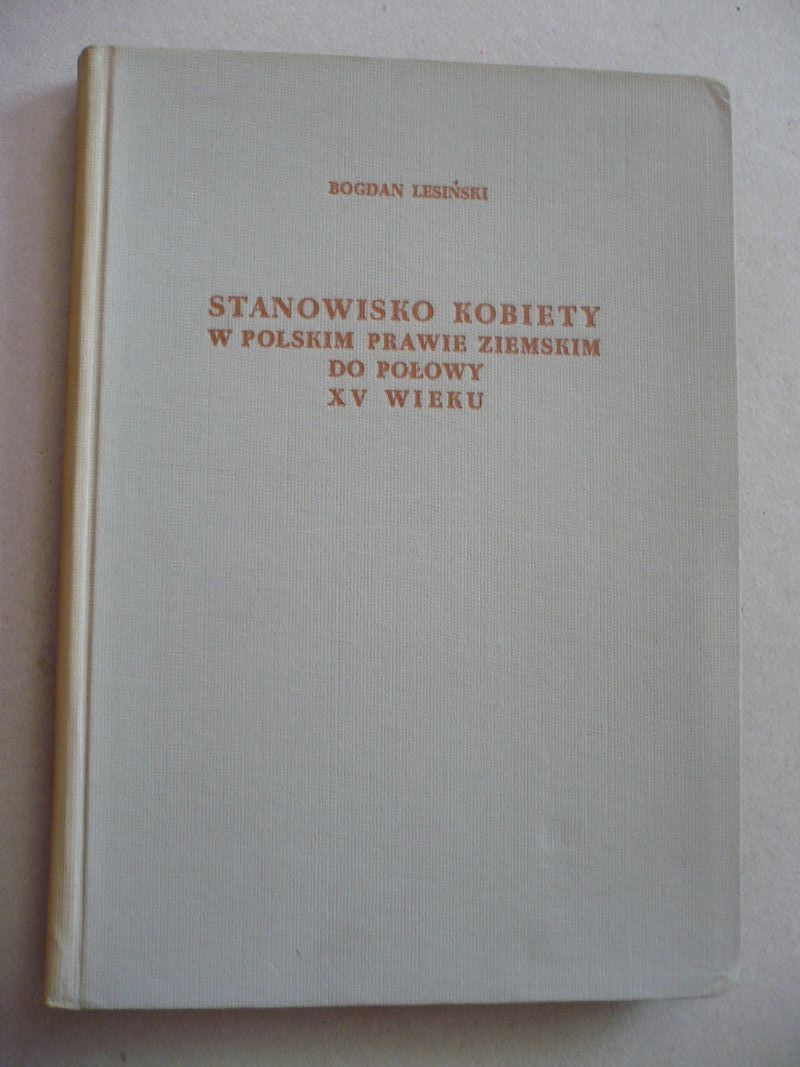 BOGDAN LESIŃSKI
STANOWISKO KOBIETY
W POLSKIM PRAWIE ZIEMSKIM
DO POŁOWY
XV WIEKU